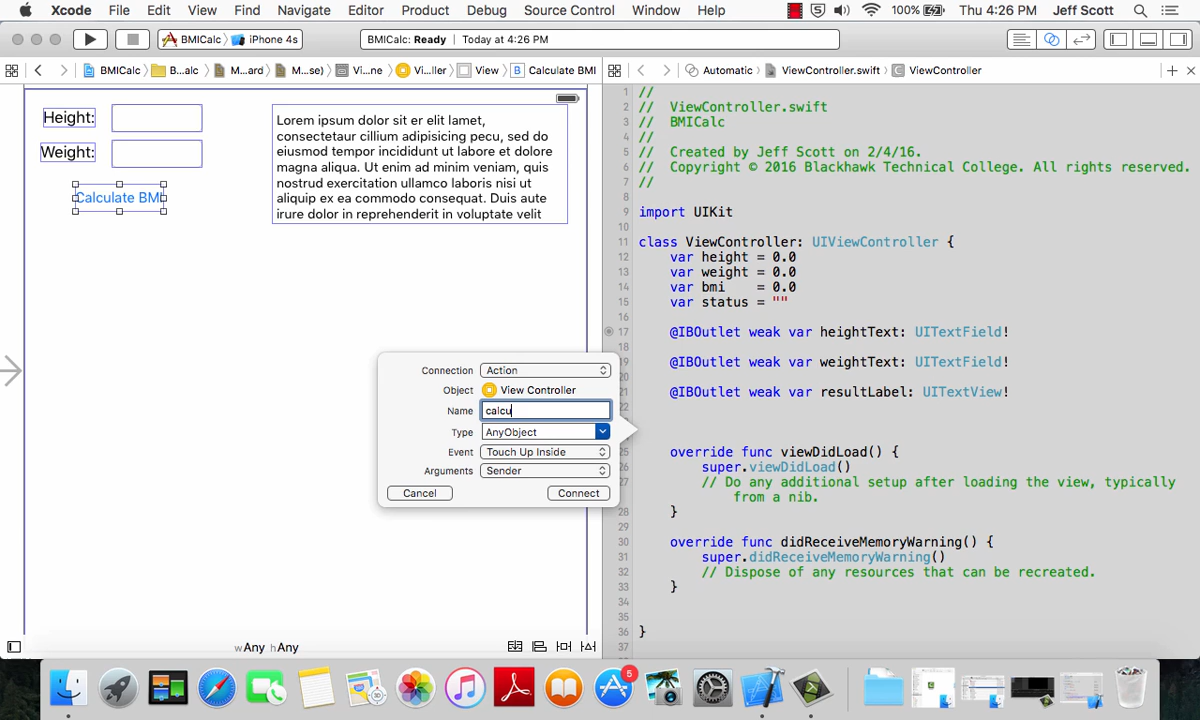 Xcode File Edit View Find Navigate Editor Product Debug Source Control Window Help 100% Thu 4:26 PM Jeff Scott
BMICalc iPhone 4s BMICalc: Ready | Today at 4:26 PM
BMICalc B...alc M...ard M...se) Vi...ne Vi...ller View B Calculate BMI Automatic ViewController.swift C ViewController
Height:
Weight:
Calculate BMI
Lorem ipsum dolor sit er elit lamet,
consectetaur cillium adipisicing pecu, sed do
eiusmod tempor incididunt ut labore et dolore
magna aliqua. Ut enim ad minim veniam, quis
nostrud exercitation ullamco laboris nisi ut
aliquip ex ea commodo consequat. Duis aute
irure dolor in reprehenderit in voluptate velit
Connection Action
Object View Controller
Name calcu
Type AnyObject
Event Touch Up Inside
Arguments Sender
Cancel Connect
wAny hAny
1 //
2 // ViewController.swift
3 // BMICalc
4 //
5 // Created by Jeff Scott on 2/4/16.
6 // Copyright © 2016 Blackhawk Technical College. All rights reserved.
7 //
8
9 import UIKit
10
11 class ViewController: UIViewController {
12 var height = 0.0
13 var weight = 0.0
14 var bmi = 0.0
15 var status = ""
16
17 @IBOutlet weak var heightText: UITextField!
18
19 @IBOutlet weak var weightText: UITextField!
20
21 @IBOutlet weak var resultLabel: UITextView!
22
25 override func viewDidLoad() {
26 super.viewDidLoad()
27 // Do any additional setup after loading the view, typically
from a nib.
28 }
29
30 override func didReceiveMemoryWarning() {
31 super.didReceiveMemoryWarning()
32 // Dispose of any resources that can be recreated.
33 }
34
35
36 }
37
5